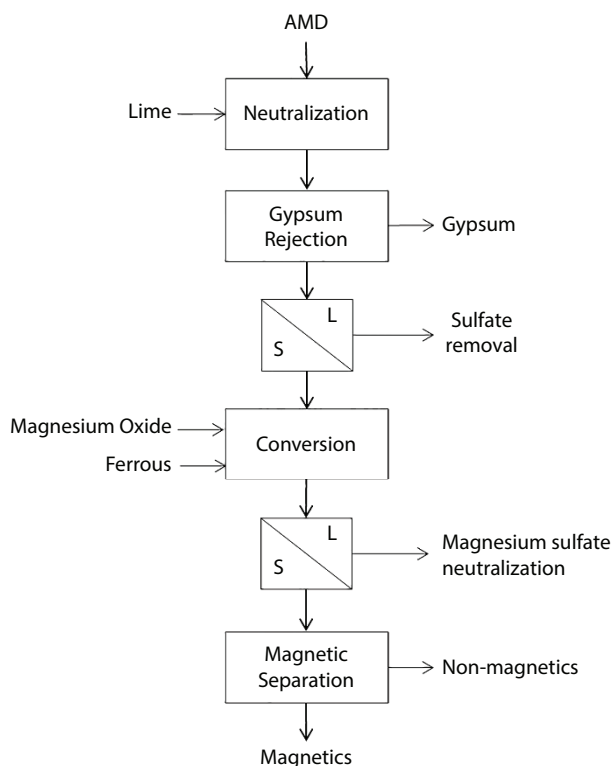 AMD
Lime
Neutralization
Gypsum
Rejection
Gypsum
L
S
Sulfate
removal
Magnesium Oxide
Ferrous
Conversion
L
S
Magnesium sulfate
neutralization
Magnetic
Separation
Non-magnetics
Magnetics